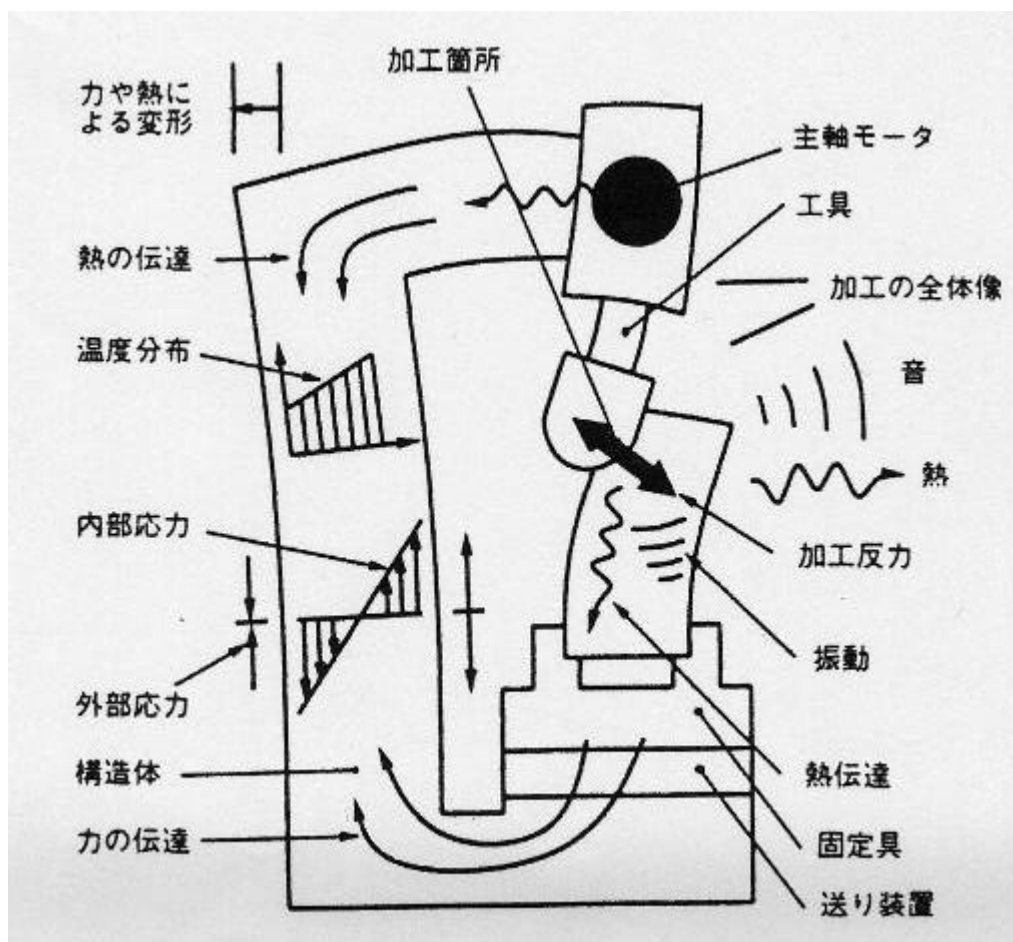 加工箇所
力や熱に
よる変形
主軸モータ
工具
熱の伝達
加工の全体像
温度分布
音
熱
内部応力
加工反力
振動
外部応力
構造体
熱伝達
力の伝達
固定具
送り装置